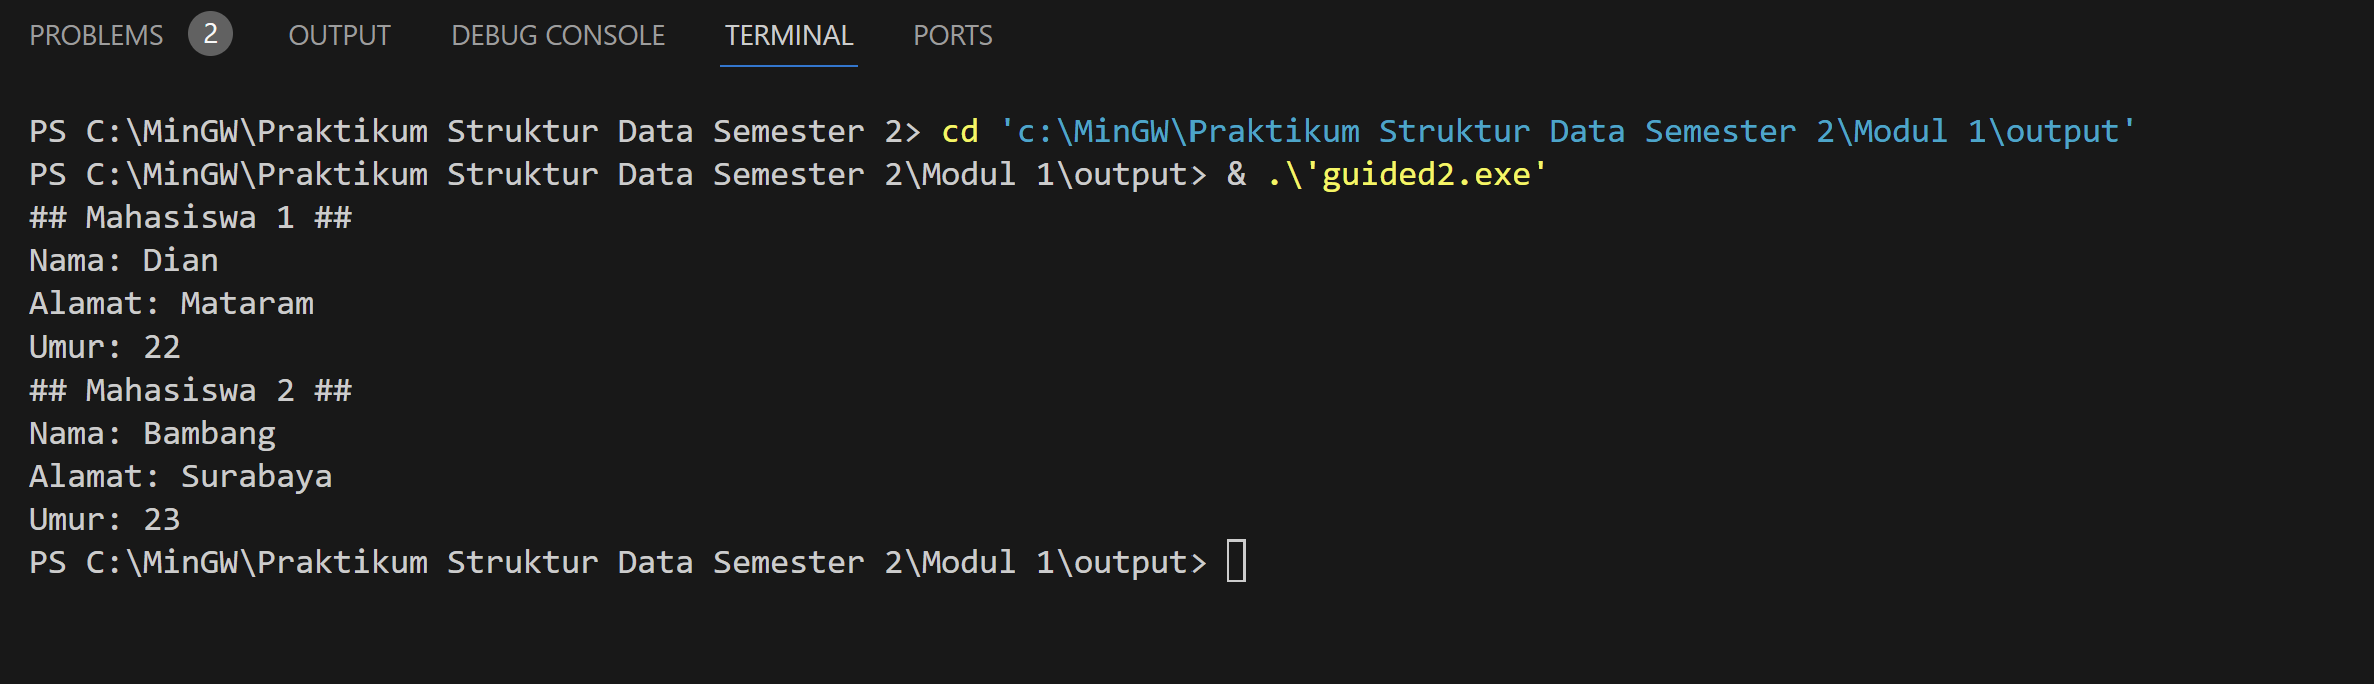 PROBLEMS 2 OUTPUT DEBUG CONSOLE TERMINAL PORTS
PS C:\MinGW\Praktikum Struktur Data Semester 2> cd 'c:\MinGW\Praktikum Struktur Data Semester 2\Modul 1\output'
PS C:\MinGW\Praktikum Struktur Data Semester 2\Modul 1\output> & .\'guided2.exe'
## Mahasiswa 1 ##
Nama: Dian
Alamat: Mataram
Umur: 22
## Mahasiswa 2 ##
Nama: Bambang
Alamat: Surabaya
Umur: 23
PS C:\MinGW\Praktikum Struktur Data Semester 2\Modul 1\output>